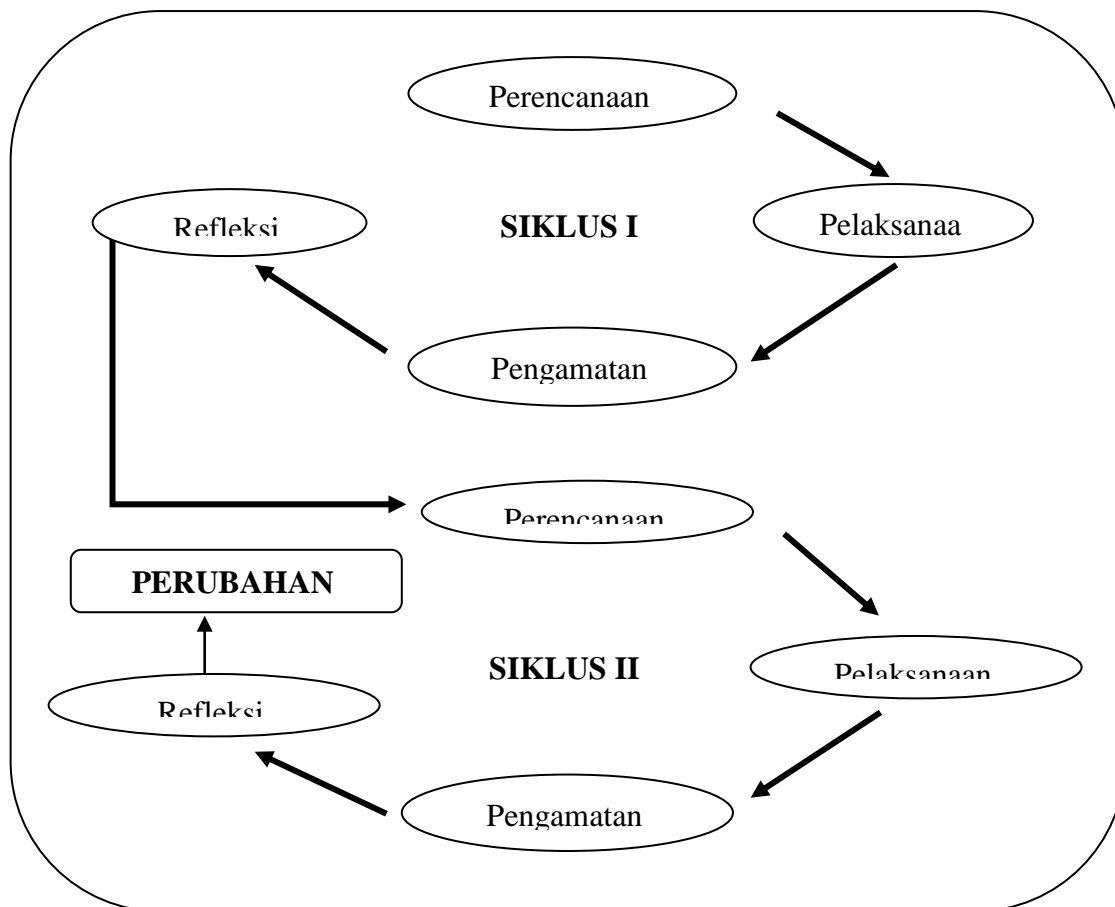 Perencanaan
Refleksi
SIKLUS I
Pelaksanaa
Pengamatan
Perencanaan
PERUBAHAN
SIKLUS II
Pelaksanaan
Refleksi
Pengamatan